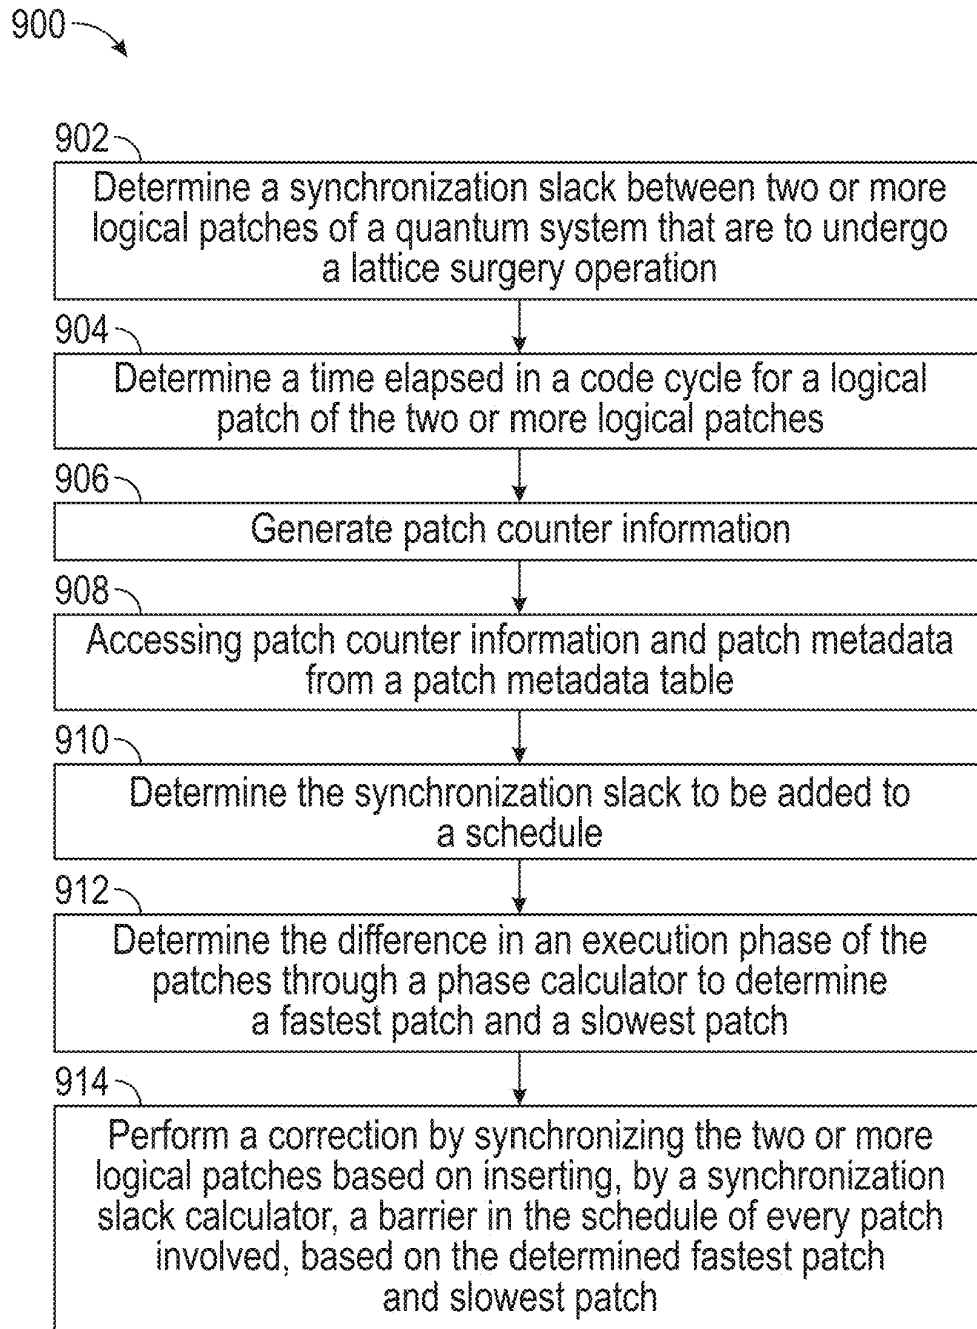 900
902
Determine a synchronization slack between two or more
logical patches of a quantum system that are to undergo
a lattice surgery operation
904
Determine a time elapsed in a code cycle for a logical
patch of the two or more logical patches
906
Generate patch counter information
908
Accessing patch counter information and patch metadata
from a patch metadata table
910
Determine the synchronization slack to be added to
a schedule
912
Determine the difference in an execution phase of the
patches through a phase calculator to determine
a fastest patch and a slowest patch
914
Perform a correction by synchronizing the two or more
logical patches based on inserting, by a synchronization
slack calculator, a barrier in the schedule of every patch
involved, based on the determined fastest patch
and slowest patch